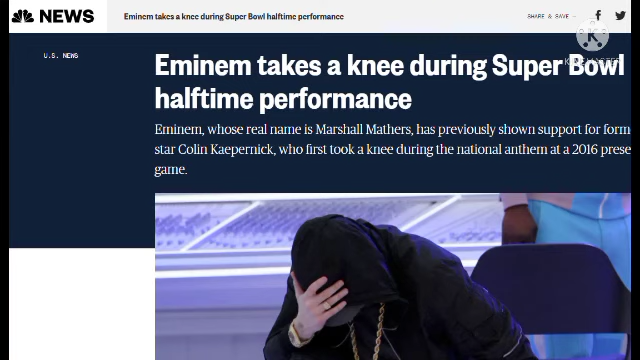 NEWS
Eminem takes a knee during Super Bowl halftime performance
SHARE & SAVE
U.S. NEWS
Eminem takes a knee during Super Bowl
halftime performance
Eminem, whose real name is Marshall Mathers, has previously shown support for form
star Colin Kaepernick, who first took a knee during the national anthem at a 2016 prese
game.